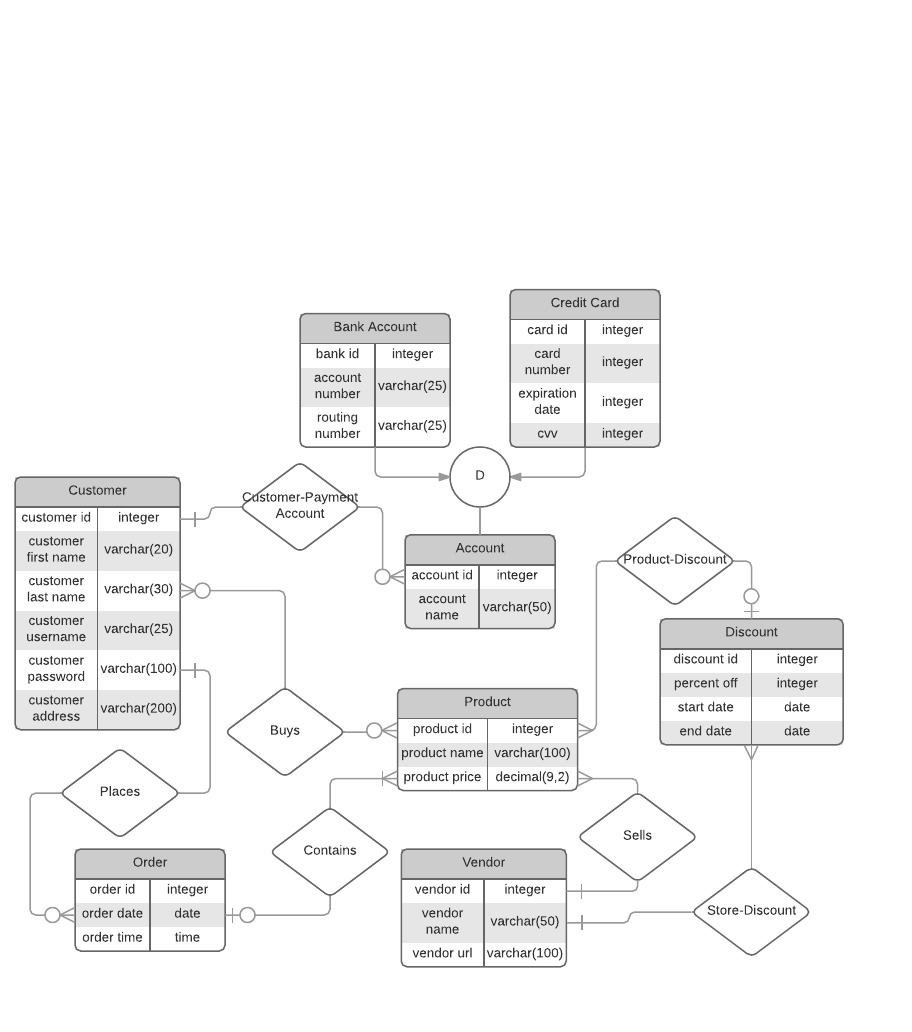 Credit Card
card id integer
card
number
integer
expiration
date
integer
cvv integer
Bank Account
bank id integer
account
number
varchar(25)
routing
number
varchar(25)
D
Customer
customer id integer
customer
first name
varchar(20)
customer
last name
varchar(30)
customer
username
varchar(25)
customer
password
varchar(100)
customer
address
varchar(200)
Customer-Payment
Account
Account
account id integer
account
name
varchar(50)
Product-Discount
Discount
discount id integer
percent off integer
start date date
end date date
Buys
Product
product id integer
product name varchar(100)
product price decimal(9,2)
Places
Contains
Sells
Order
order id integer
order date date
order time time
Vendor
vendor id integer
vendor
name
varchar(50)
vendor url varchar(100)
Store-Discount